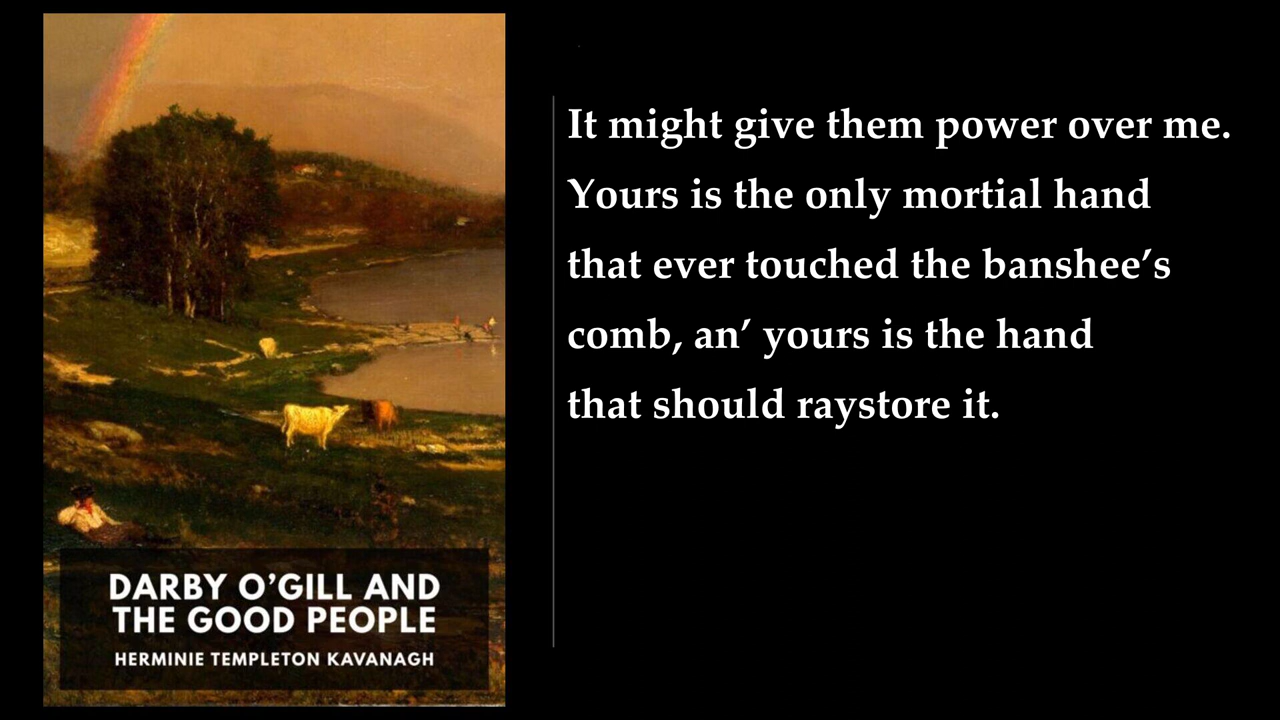 It might give them power over me.
Yours is the only mortial hand
that ever touched the banshee’s
comb, an’ yours is the hand
that should raystore it.
DARBY O’GILL AND
THE GOOD PEOPLE
HERMINIE TEMPLETON KAVANAGH